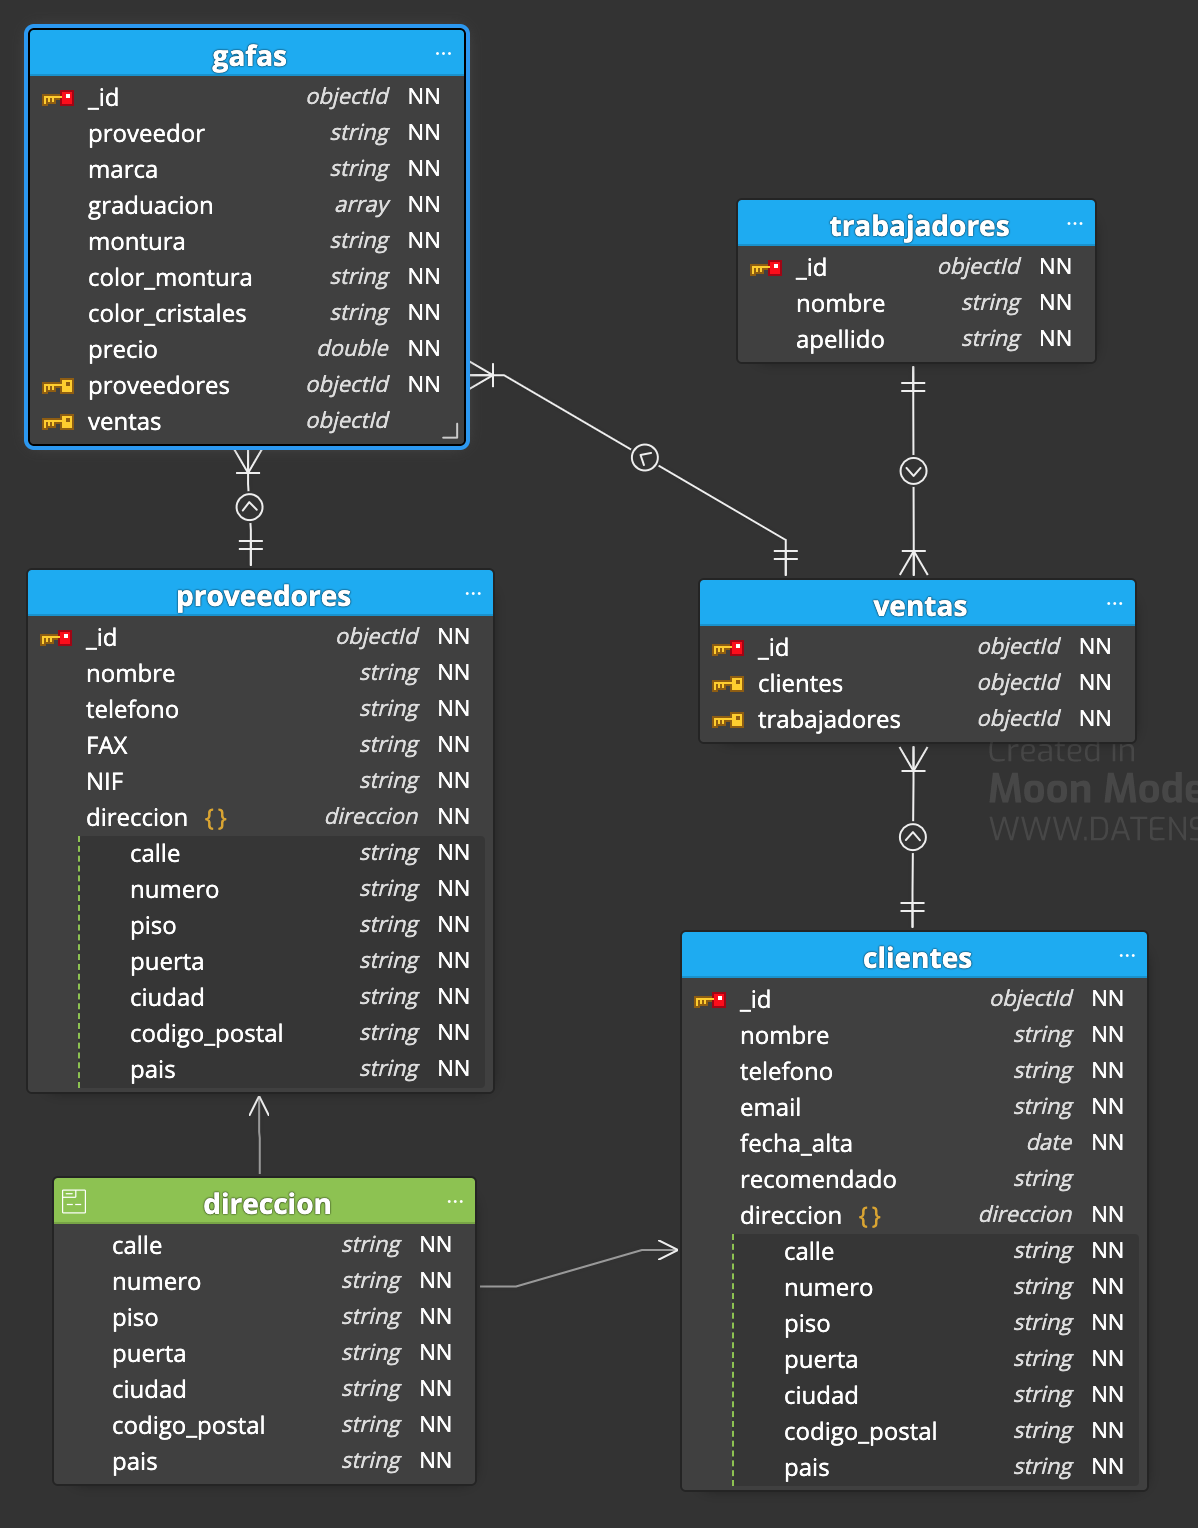 gafas ...
_id objectId NN
proveedor string NN
marca string NN
graduacion array NN
montura string NN
color_montura string NN
color_cristales string NN
precio double NN
proveedores objectId NN
ventas objectId
trabajadores ...
_id objectId NN
nombre string NN
apellido string NN
proveedores ...
_id objectId NN
nombre string NN
telefono string NN
FAX string NN
NIF string NN
direccion {} direccion NN
calle string NN
numero string NN
piso string NN
puerta string NN
ciudad string NN
codigo_postal string NN
pais string NN
ventas ...
_id objectId NN
clientes objectId NN
trabajadores objectId NN
Created in
Moon Mode
WWW.DATENS
clientes ...
_id objectId NN
nombre string NN
telefono string NN
email string NN
fecha_alta date NN
recomendado string
direccion {} direccion NN
calle string NN
numero string NN
piso string NN
puerta string NN
ciudad string NN
codigo_postal string NN
pais string NN
direccion ...
calle string NN
numero string NN
piso string NN
puerta string NN
ciudad string NN
codigo_postal string NN
pais string NN